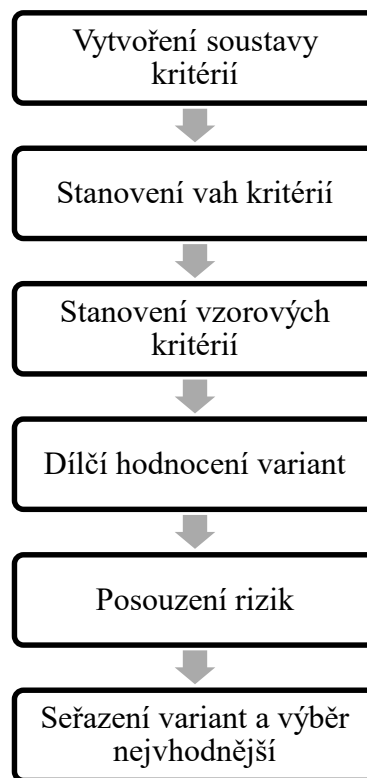 Vytvoření soustavy
kritérií
Stanovení vah kritérií
Stanovení vzorových
kritérií
Dílčí hodnocení variant
Posouzení rizik
Seřazení variant a výběr
nejvhodnější